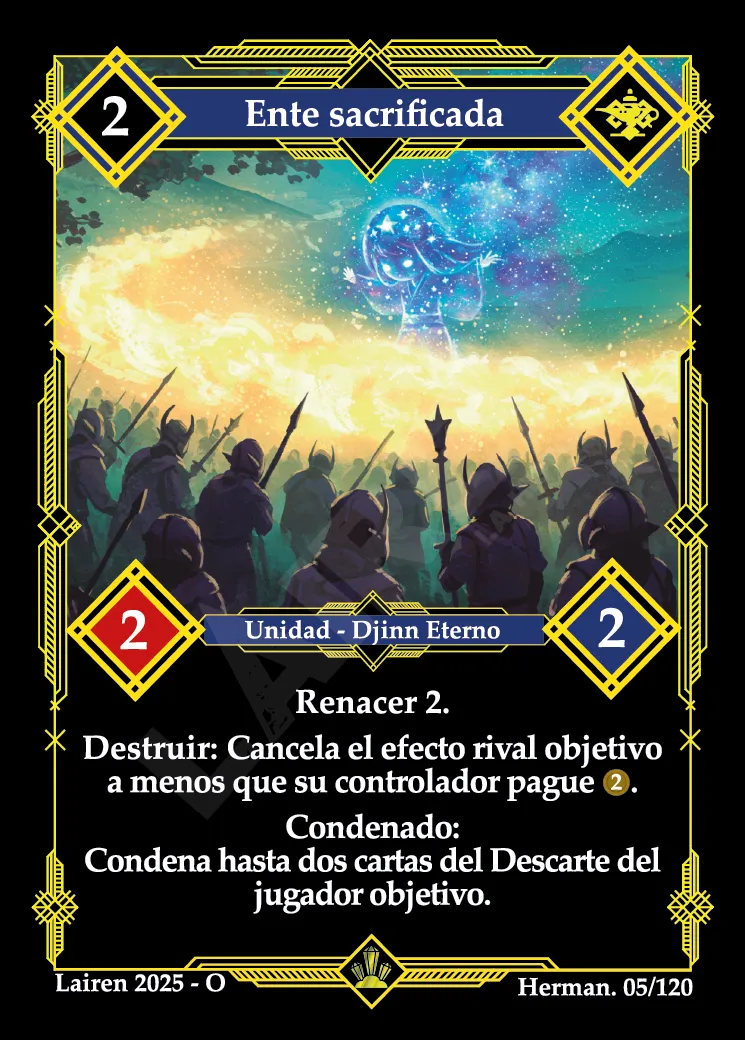 2
Ente sacrificada
2
Unidad - Djinn Eterno
2
Renacer 2.
Destruir: Cancela el efecto rival objetivo
a menos que su controlador pague 2.
Condenado:
Condena hasta dos cartas del Descarte del
jugador objetivo.
Lairen 2025 - O
Herman. 05/120